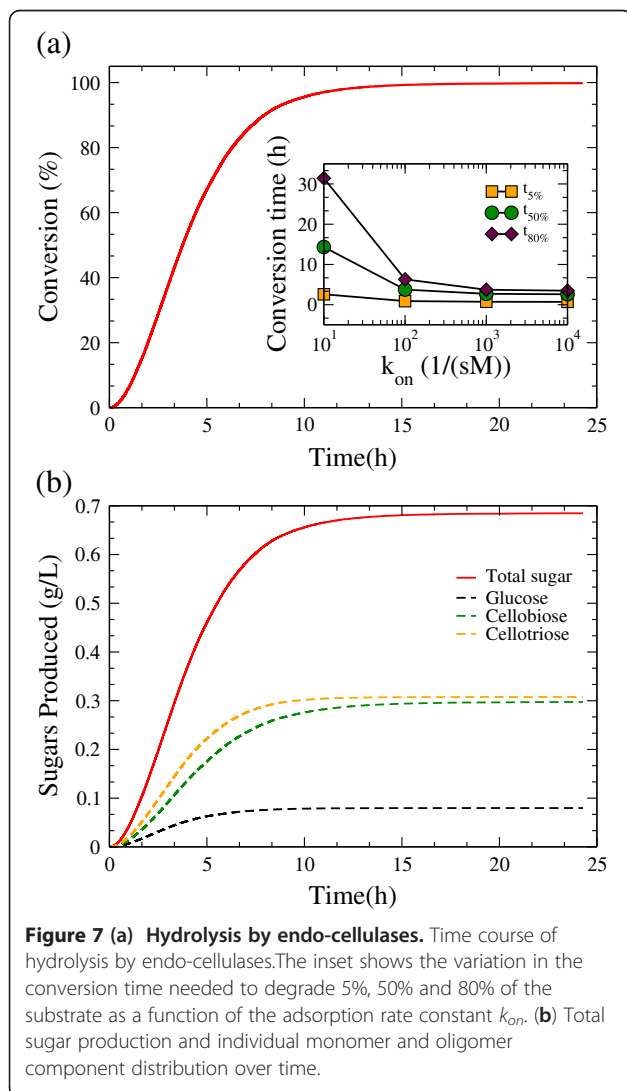 (a)
100
80
60
40
20
0
Conversion (%)
0 5 10 15 20 25
Time(h)
Conversion time (h)
30
20
10
0
t5%
t50%
t80%
10^1 10^2 10^3 10^4
k_on (1/(sM))
(b)
0.7
0.6
0.5
0.4
0.3
0.2
0.1
0
Sugars Produced (g/L)
Total sugar
Glucose
Cellobiose
Cellotriose
0 5 10 15 20 25
Time(h)
Figure 7 (a) Hydrolysis by endo-cellulases. Time course of
hydrolysis by endo-cellulases.The inset shows the variation in the
conversion time needed to degrade 5%, 50% and 80% of the
substrate as a function of the adsorption rate constant k_on. (b) Total
sugar production and individual monomer and oligomer
component distribution over time.